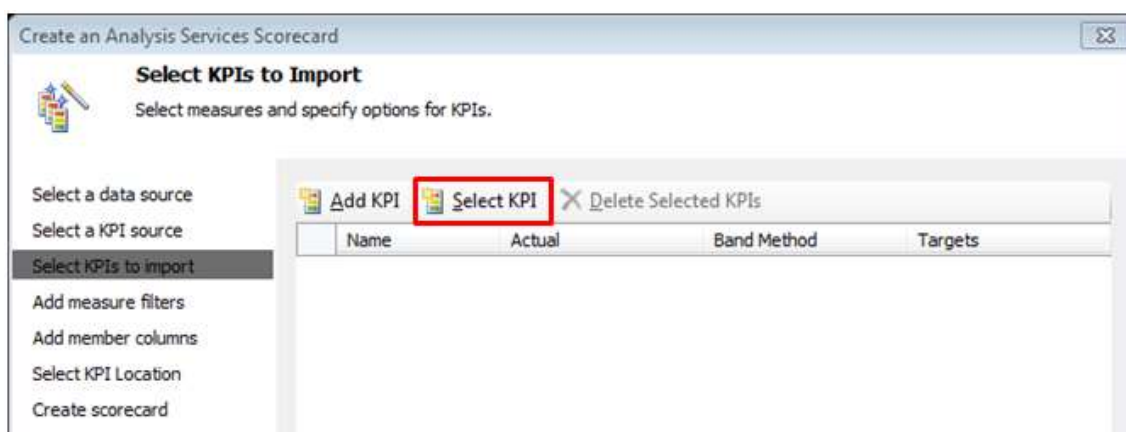 Create an Analysis Services Scorecard
Select KPIs to Import
Select measures and specify options for KPIs.
Select a data source
Select a KPI source
Select KPIs to import
Add measure filters
Add member columns
Select KPI Location
Create scorecard
Add KPI Select KPI Delete Selected KPIs
Name Actual Band Method Targets